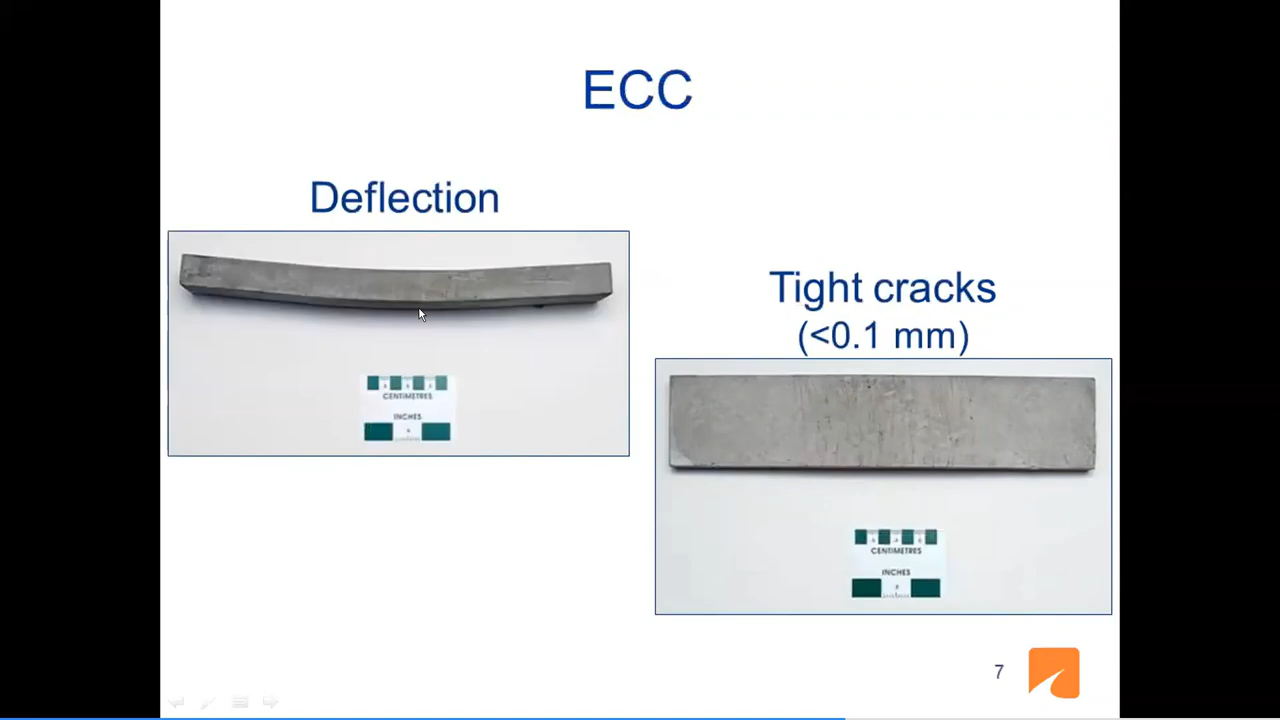 ECC
Deflection
CENTIMETRES
INCHES
Tight cracks
(<0.1 mm)
CENTIMETRES
INCHES
7